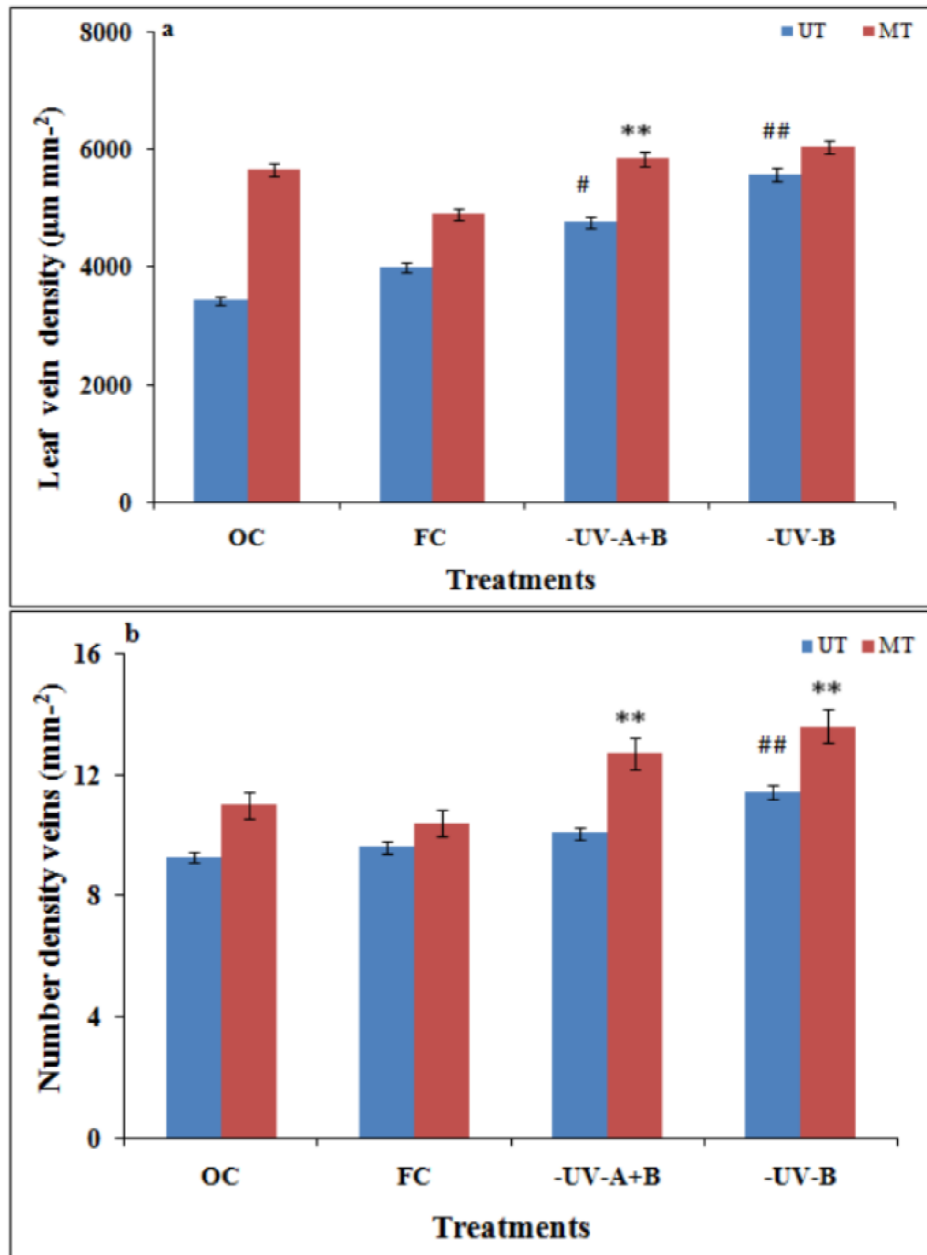 a
UT MT
8000
6000
4000
2000
0
Leaf vein density (µm mm-²)
#
**
##
OC FC -UV-A+B -UV-B
Treatments
b
UT MT
16
12
8
4
0
Number density veins (mm-²)
**
##
**
OC FC -UV-A+B -UV-B
Treatments